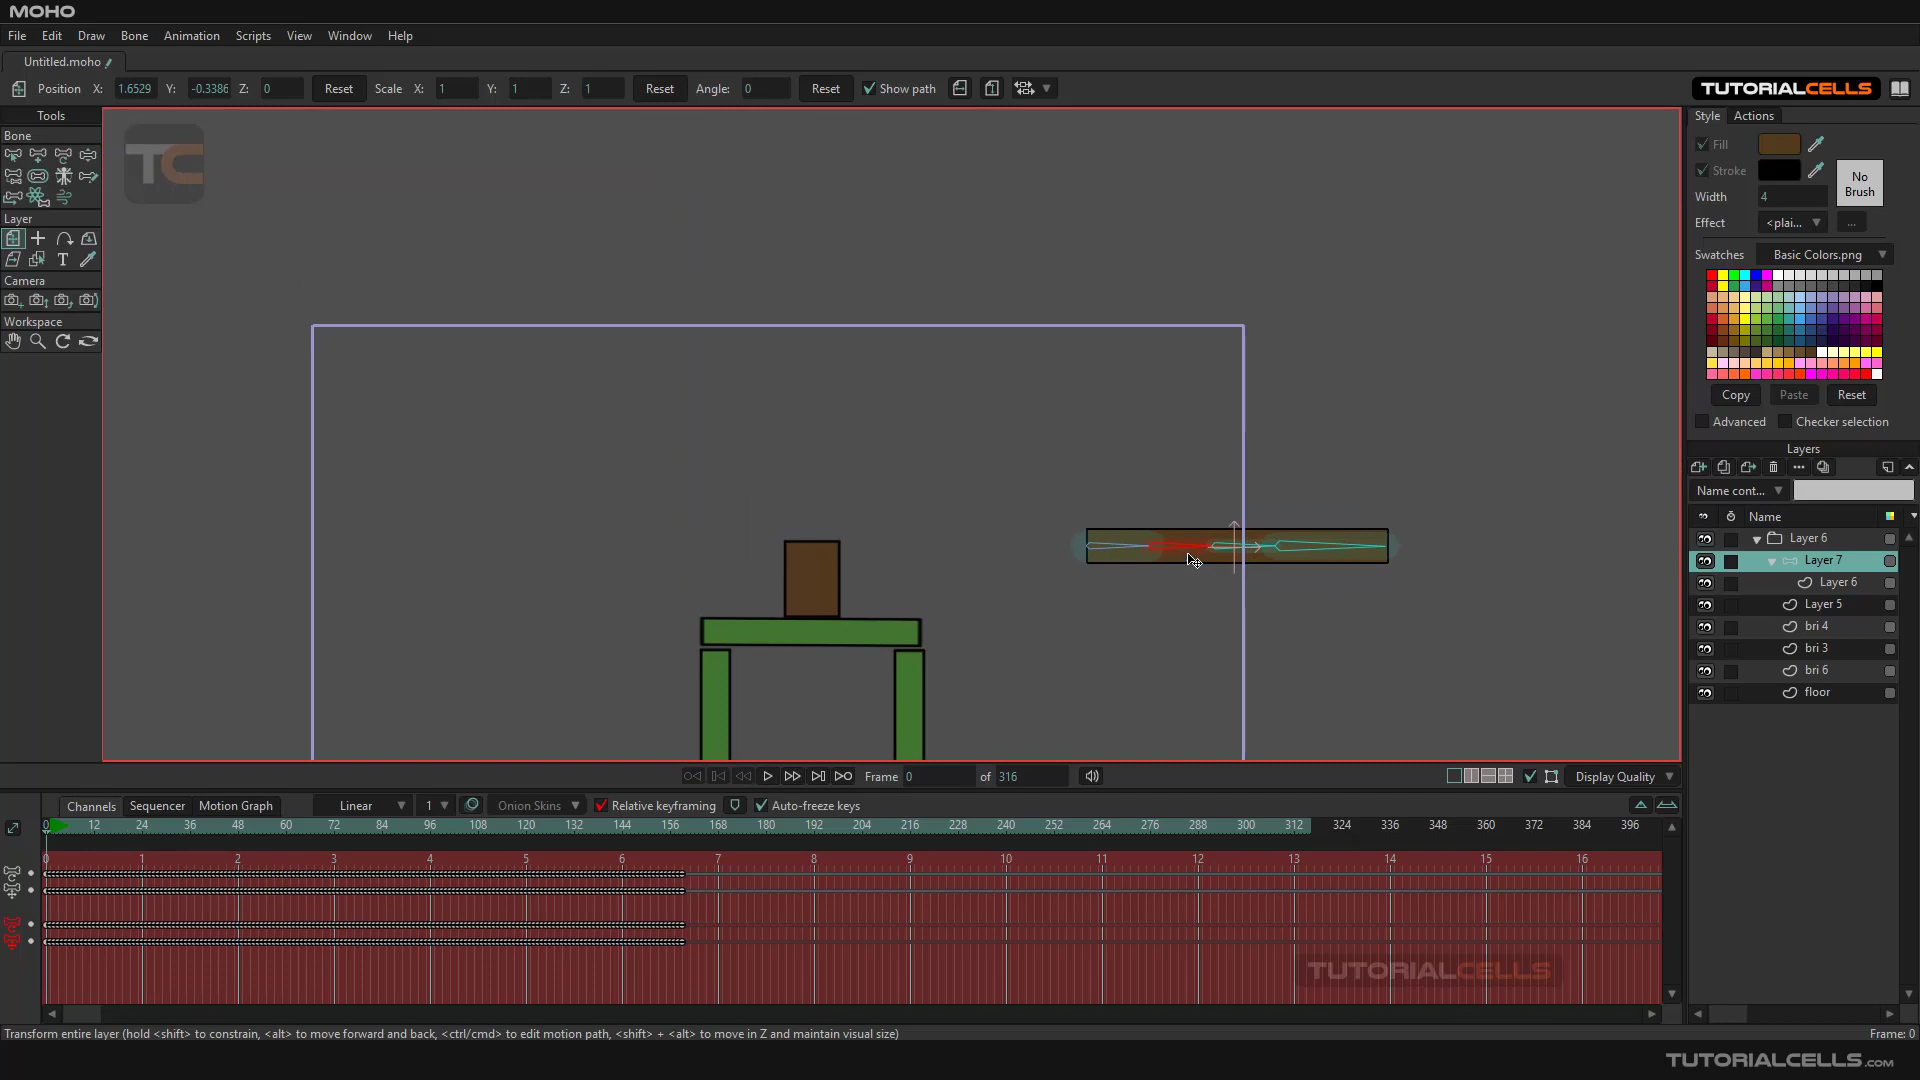 MOHO
File Edit Draw Bone Animation Scripts View Window Help
Untitled.moho
Position X: 1.6529 Y: -0.3386 Z: 0 Reset Scale X: 1 Y: 1 Z: 1 Reset Angle: 0 Reset Show path
TUTORIALCELLS
Tools
Bone
Layer
T
Camera
Workspace
TC
Style Actions
Fill
Stroke
No Brush
Width 4
Effect <plai... ...
Swatches Basic Colors.png
Copy Paste Reset
Advanced Checker selection
Layers
Name cont...
Name
Layer 6
Layer 7
Layer 6
Layer 5
bri 4
bri 3
bri 6
floor
Frame 0 of 316
Display Quality
Channels Sequencer Motion Graph Linear 1 Onion Skins Relative keyframing Auto-freeze keys
0 12 24 36 48 60 72 84 96 108 120 132 144 156 168 180 192 204 216 228 240 252 264 276 288 300 312 324 336 348 360 372 384 396
0 1 2 3 4 5 6 7 8 9 10 11 12 13 14 15 16
TUTORIALCELLS
Transform entire layer (hold <shift> to constrain, <alt> to move forward and back, <ctrl/cmd> to edit motion path, <shift> + <alt> to move in Z and maintain visual size)
Frame: 0
TUTORIALCELLS.COM